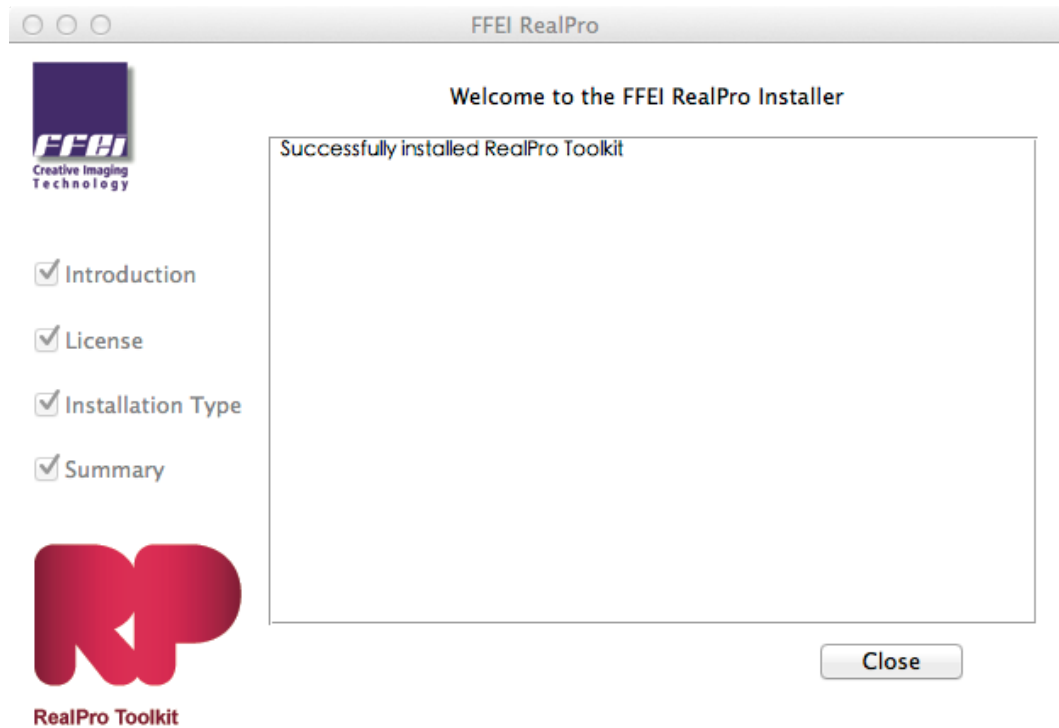 FFEI RealPro
FFEI
Creative Imaging
Technology
Welcome to the FFEI RealPro Installer
Successfully installed RealPro Toolkit
Introduction
License
Installation Type
Summary
RP
RealPro Toolkit
Close